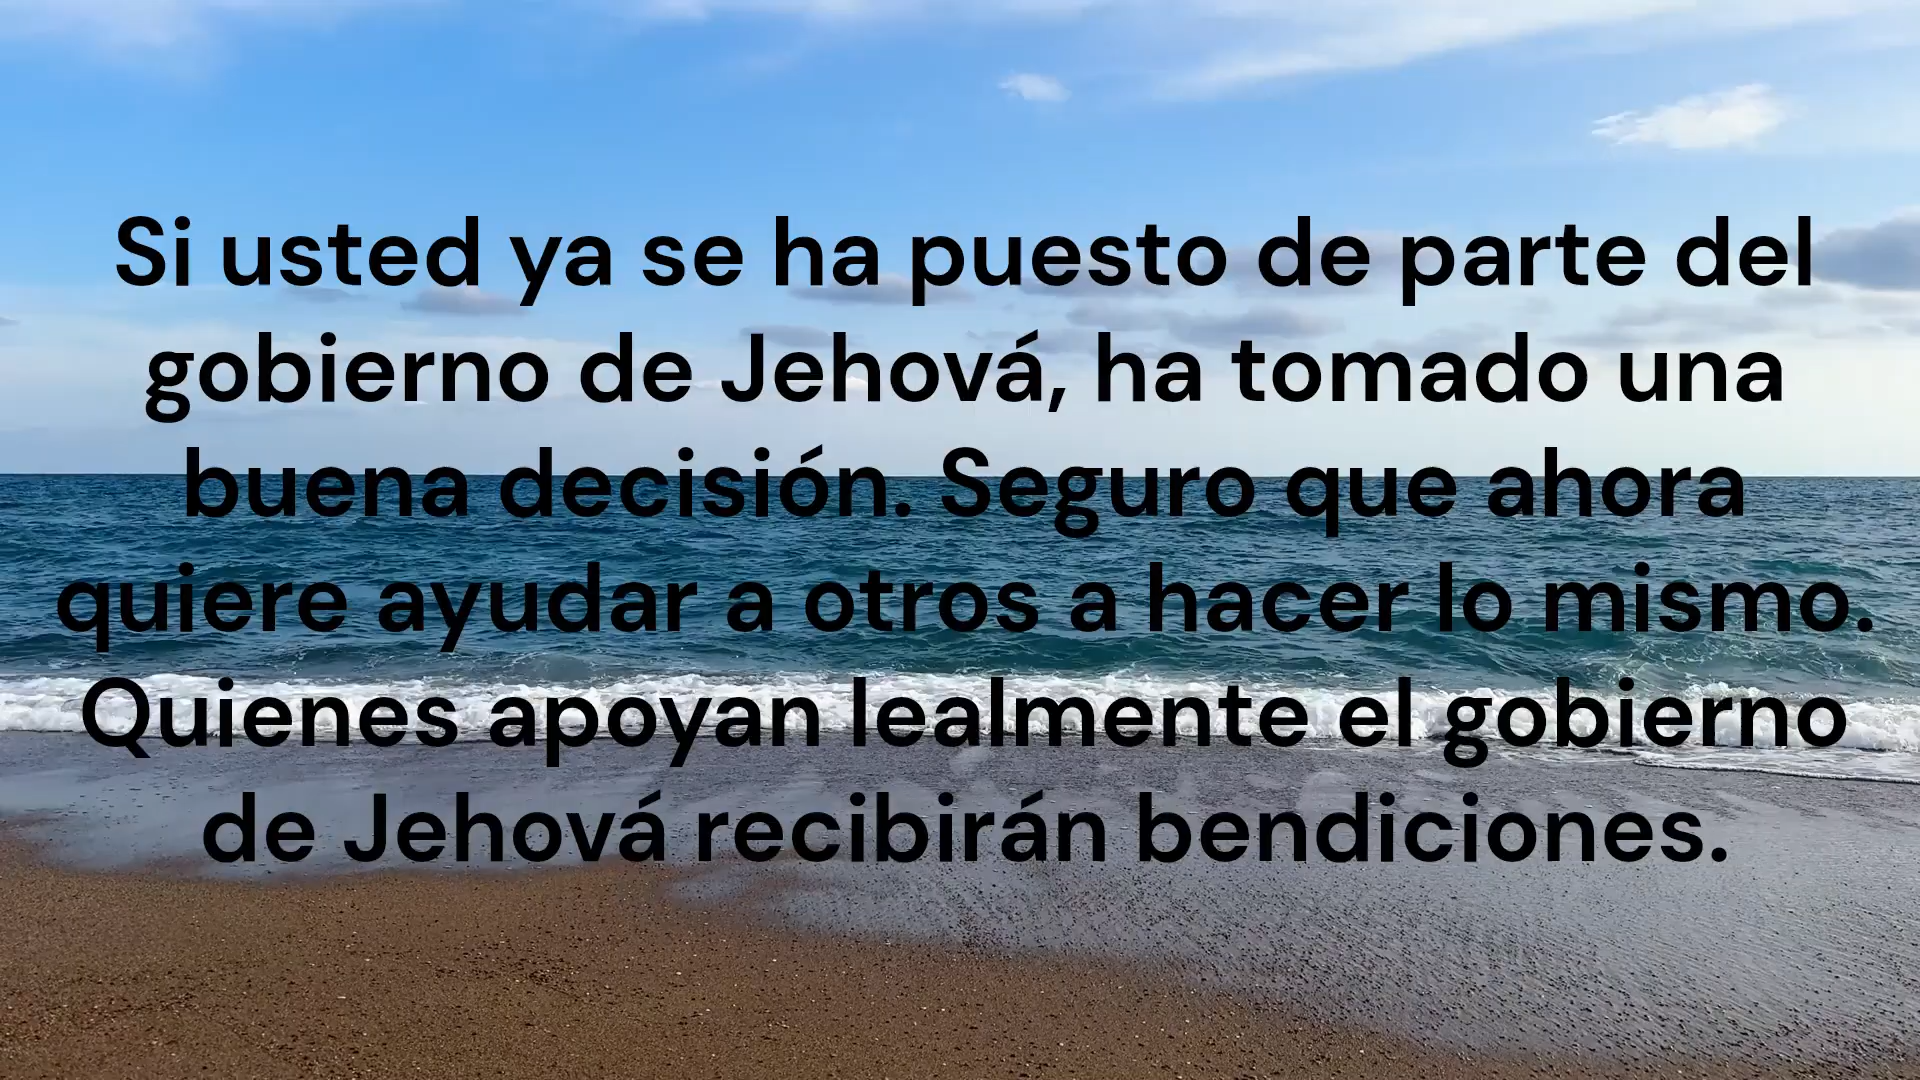 Si usted ya se ha puesto de parte del
gobierno de Jehová, ha tomado una
buena decisión. Seguro que ahora
quiere ayudar a otros a hacer lo mismo.
Quienes apoyan lealmente el gobierno
de Jehová recibirán bendiciones.